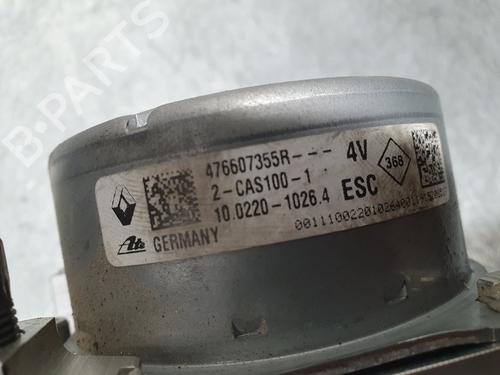 B-PARTS
476607355R--- 4V 368
2-CAS100-1
10.0220-1026.4 ESC
Ate GERMANY